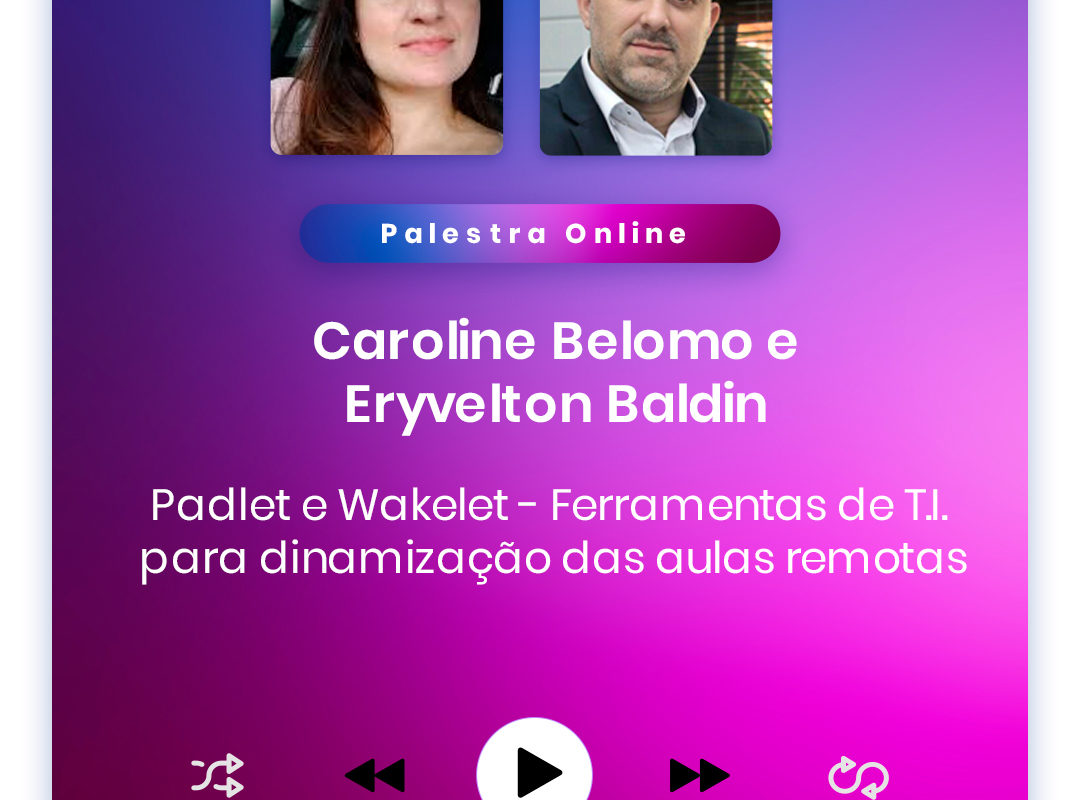 Palestra Online
Caroline Belomo e
Eryvelton Baldin
Padlet e Wakelet - Ferramentas de T.I.
para dinamização das aulas remotas